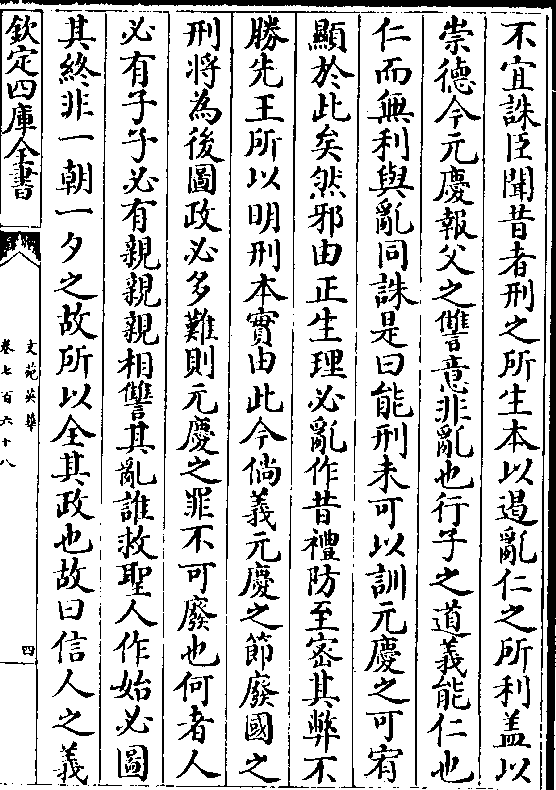 不宜誅臣聞昔者刑之所生本以遏亂仁之所利盖以
崇德今元慶報父之讐意非亂也行子之道義能仁也
仁而無利與亂同誅是曰能刑未可以訓元慶之可宥
顯於此矣然邪由正生理必亂作昔禮防至密其弊不
勝先王所以明刑本實由此今倘義元慶之節廢國之
刑將為後圖政必多難則元慶之罪不可廢也何者人
必有子子必有親親親相讐其亂誰救聖人作始必圖
其終非一朝一夕之故所以全其政也故曰信人之義
欽定四庫全書
文苑英華
卷七百六十八
四